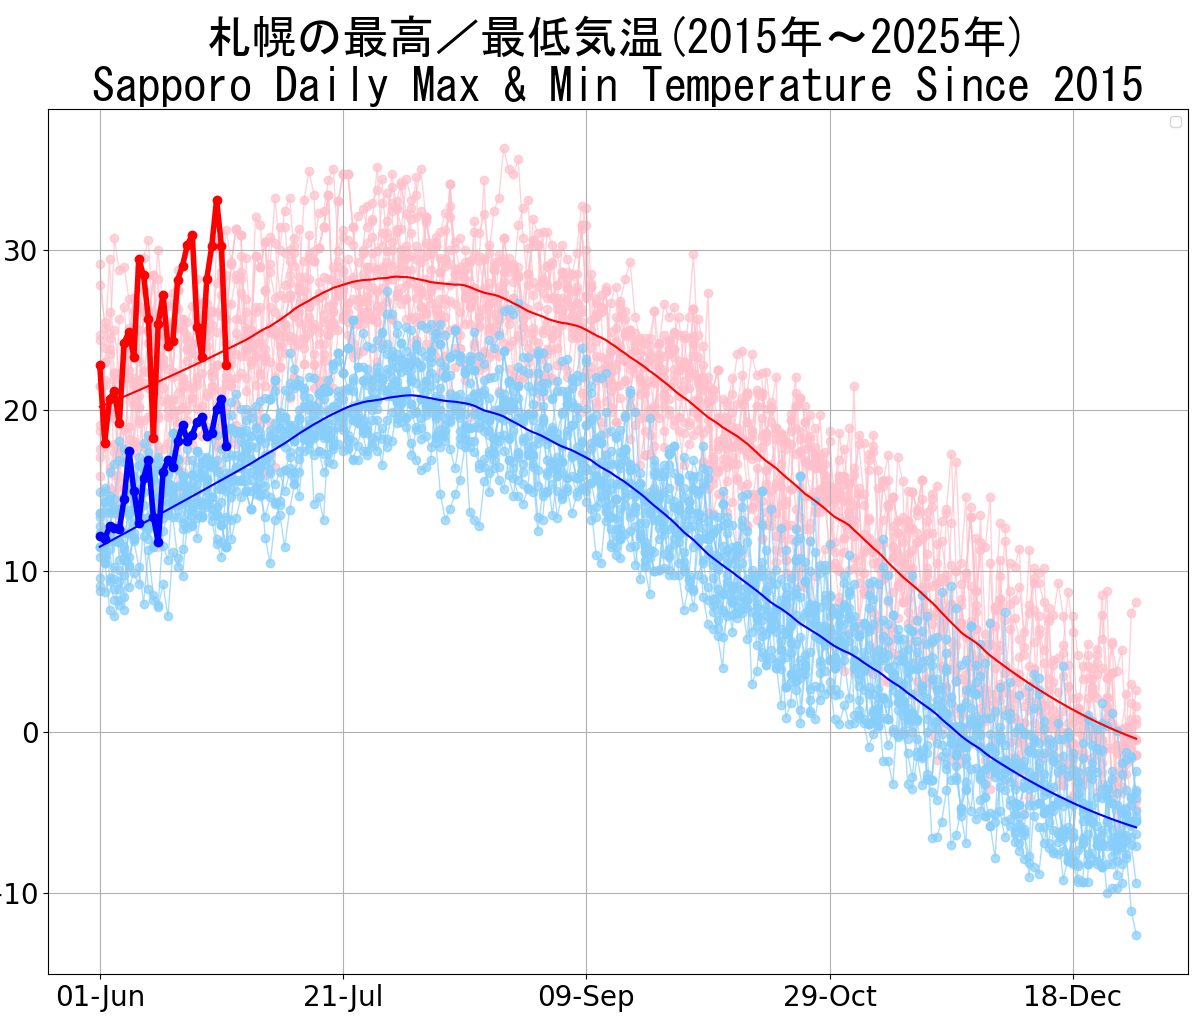 札幌の最高／最低気温(2015年～2025年)
Sapporo Daily Max & Min Temperature Since 2015
30
20
10
0
-10
01-Jun 21-Jul 09-Sep 29-Oct 18-Dec